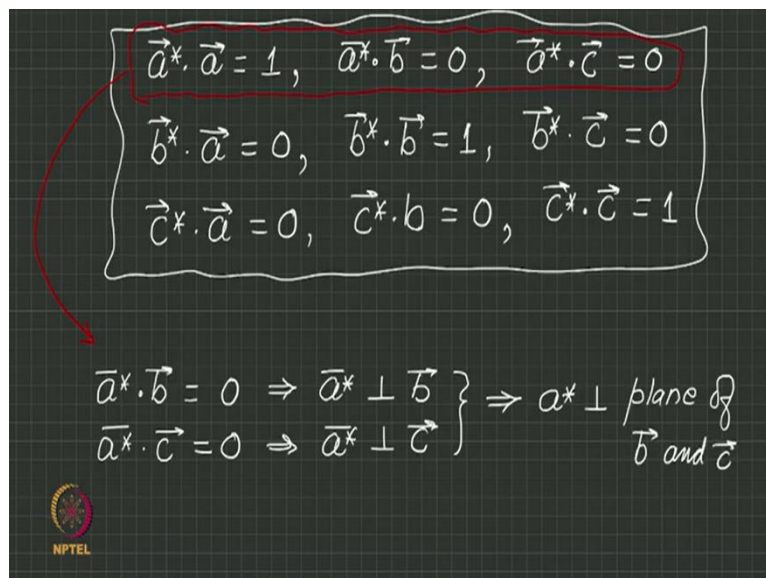 a⃗*. a⃗ = 1, a̅*. b⃗ = 0, a⃗*. c⃗ = 0
b⃗*. a⃗ = 0, b⃗*. b⃗ = 1, b⃗*. c⃗ = 0
c⃗*. a⃗ = 0, c⃗*. b = 0, c⃗*. c⃗ = 1
a̅*. b⃗ = 0 ⇒ a̅* ⊥ b⃗ } ⇒ a* ⊥ plane of
a̅*. c⃗ = 0 ⇒ a̅* ⊥ c⃗ b⃗ and c⃗
NPTEL